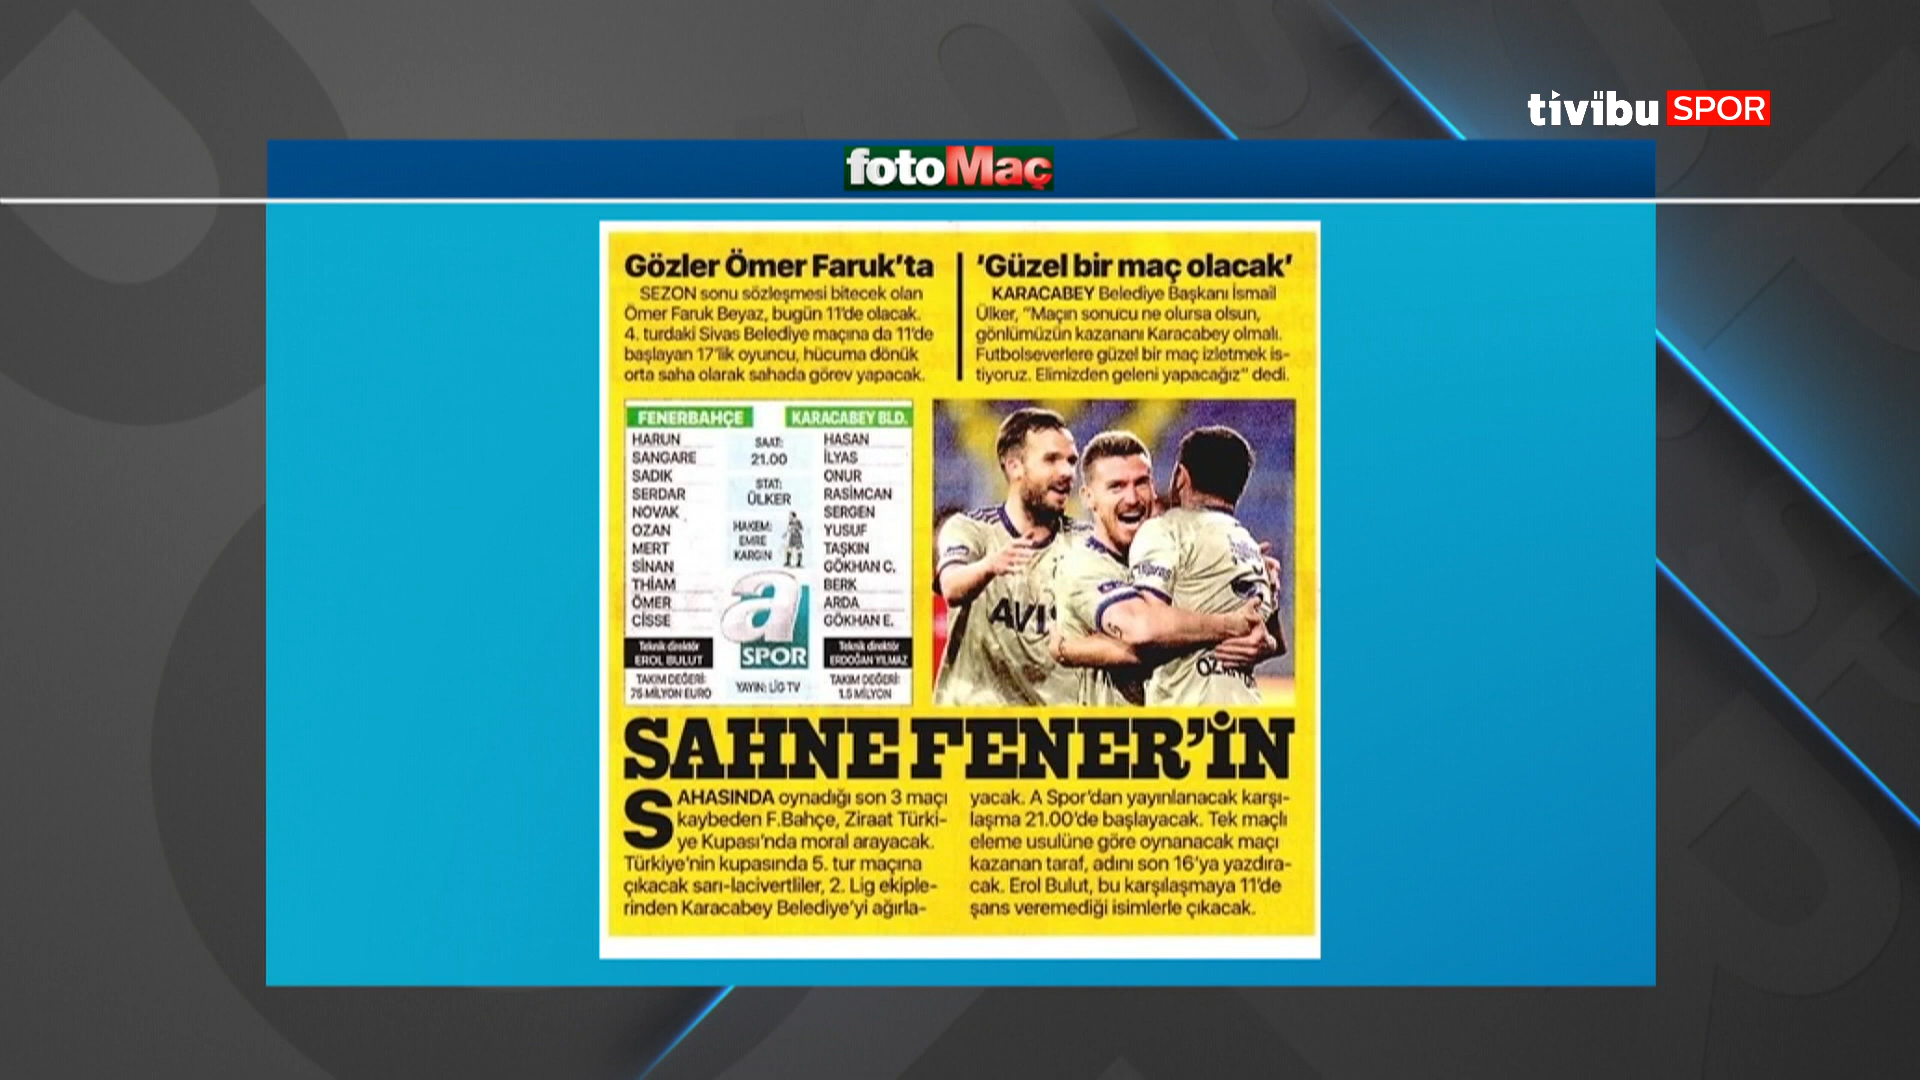 tivibu SPOR
fotoMaç
Gözler Ömer Faruk'ta
SEZON sonu sözleşmesi bitecek olan
Ömer Faruk Beyaz, bugün 11'de olacak.
4. turdaki Sivas Belediye maçına da 11'de
başlayan 17'lik oyuncu, hücuma dönük
orta saha olarak sahada görev yapacak.
'Güzel bir maç olacak'
KARACABEY Belediye Başkanı İsmail
Ülker, "Maçın sonucu ne olursa olsun,
gönlümüzün kazananı Karacabey olmalı.
Futbolseverlere güzel bir maç izletmek is-
tiyoruz. Elimizden geleni yapacağız" dedi.
FENERBAHÇE
HARUN
SANGARE
SADIK
SERDAR
NOVAK
OZAN
MERT
SİNAN
THİAM
ÖMER
CİSSE
Teknik direktör
EROL BULUT
TAKIM DEĞERİ:
75 MİLYON EURO
SAAT:
21.00
STAT:
ÜLKER
HAKEM:
EMRE
KARGIN
a
SPOR
YAYIN: LİG TV
KARACABEY BLD.
HASAN
İLYAS
ONUR
RASİMCAN
SERGEN
YUSUF
TAŞKIN
GÖKHAN C.
BERK
ARDA
GÖKHAN E.
Teknik direktör
ERDOĞAN YILMAZ
TAKIM DEĞERİ:
1.5 MİLYON
AVIS
SAHNE FENER'İN
SAHASINDA oynadığı son 3 maçı
kaybeden F.Bahçe, Ziraat Türki-
ye Kupası'nda moral arayacak.
Türkiye'nin kupasında 5. tur maçına
çıkacak sarı-lacivertliler, 2. Lig ekiple-
rinden Karacabey Belediye'yi ağırla-
yacak. A Spor'dan yayınlanacak karşı-
laşma 21.00'de başlayacak. Tek maçlı
eleme usulüne göre oynanacak maçı
kazanan taraf, adını son 16'ya yazdıra-
cak. Erol Bulut, bu karşılaşmaya 11'de
şans veremediği isimlerle çıkacak.